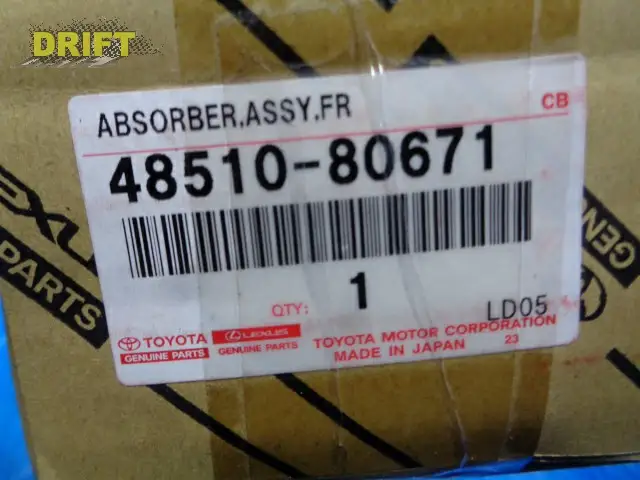 DRIFT
ABSORBER,ASSY,FR
CB
48510-80671
QTY: 1
LD05
TOYOTA
GENUINE PARTS
LEXUS
GENUINE PARTS
TOYOTA MOTOR CORPORATION
MADE IN JAPAN 23
PARTS